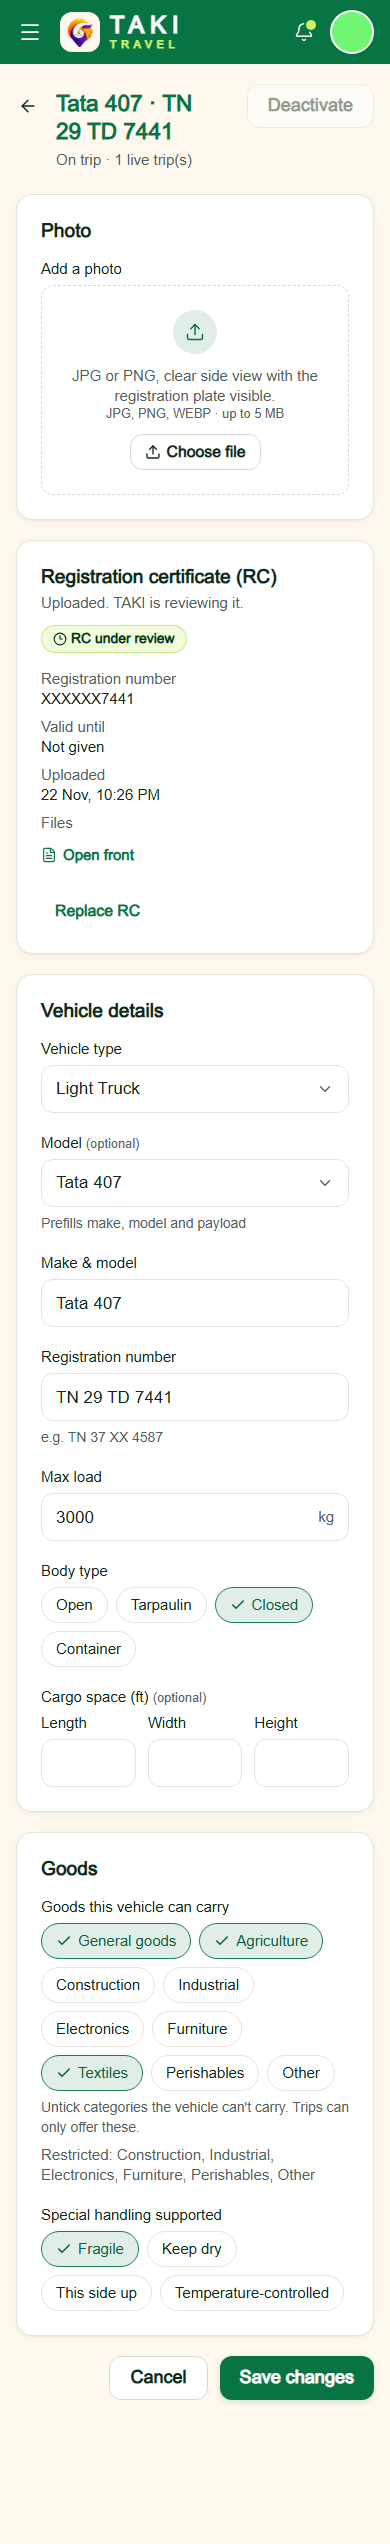 TAKI
TRAVEL
Tata 407 · TN
29 TD 7441
Deactivate
On trip · 1 live trip(s)
Photo
Add a photo
JPG or PNG, clear side view with the
registration plate visible.
JPG, PNG, WEBP · up to 5 MB
Choose file
Registration certificate (RC)
Uploaded. TAKI is reviewing it.
RC under review
Registration number
XXXXXX7441
Valid until
Not given
Uploaded
22 Nov, 10:26 PM
Files
Open front
Replace RC
Vehicle details
Vehicle type
Light Truck
Model (optional)
Tata 407
Prefills make, model and payload
Make & model
Tata 407
Registration number
TN 29 TD 7441
e.g. TN 37 XX 4587
Max load
3000 kg
Body type
Open Tarpaulin Closed
Container
Cargo space (ft) (optional)
Length Width Height
Goods
Goods this vehicle can carry
General goods Agriculture
Construction Industrial
Electronics Furniture
Textiles Perishables Other
Untick categories the vehicle can't carry. Trips can
only offer these.
Restricted: Construction, Industrial,
Electronics, Furniture, Perishables, Other
Special handling supported
Fragile Keep dry
This side up Temperature-controlled
Cancel Save changes